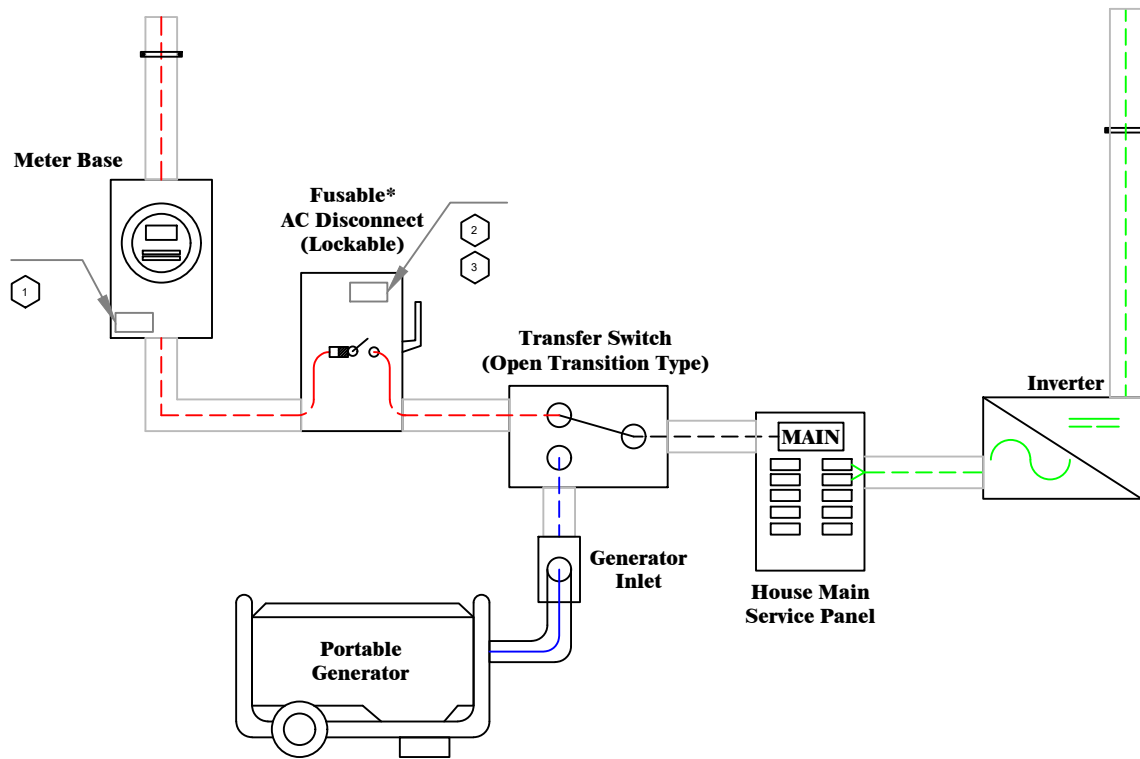 Meter Base
1
Fusable*
AC Disconnect
(Lockable)
2
3
Transfer Switch
(Open Transition Type)
Inverter
MAIN
Generator
Inlet
House Main
Service Panel
Portable
Generator